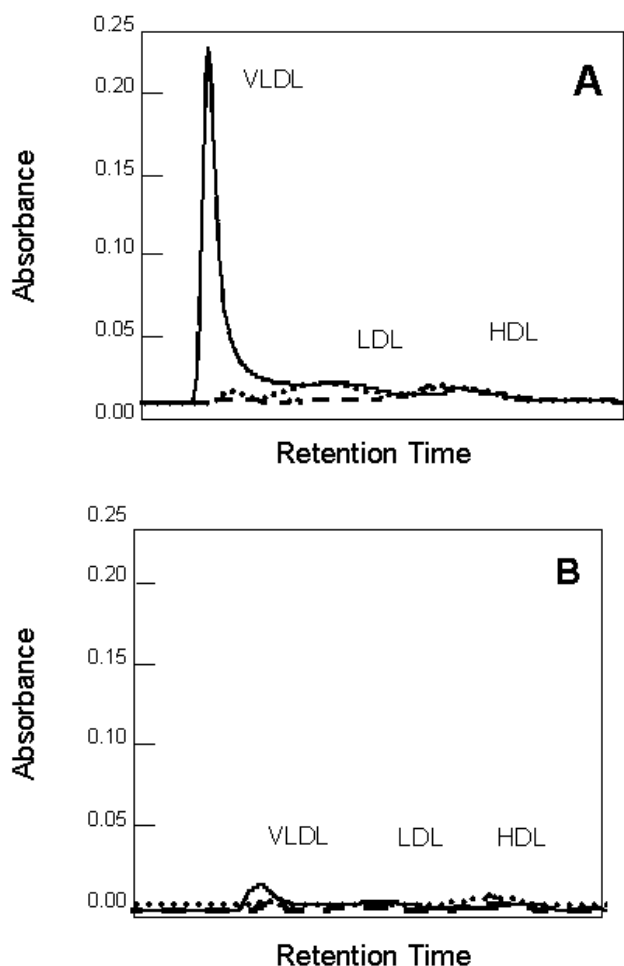 0.25
A
VLDL
0.20
0.15
Absorbance
0.10
0.05
LDL
HDL
0.00
Retention Time
0.25
B
0.20
0.15
Absorbance
0.10
0.05
VLDL
LDL
HDL
0.00
Retention Time